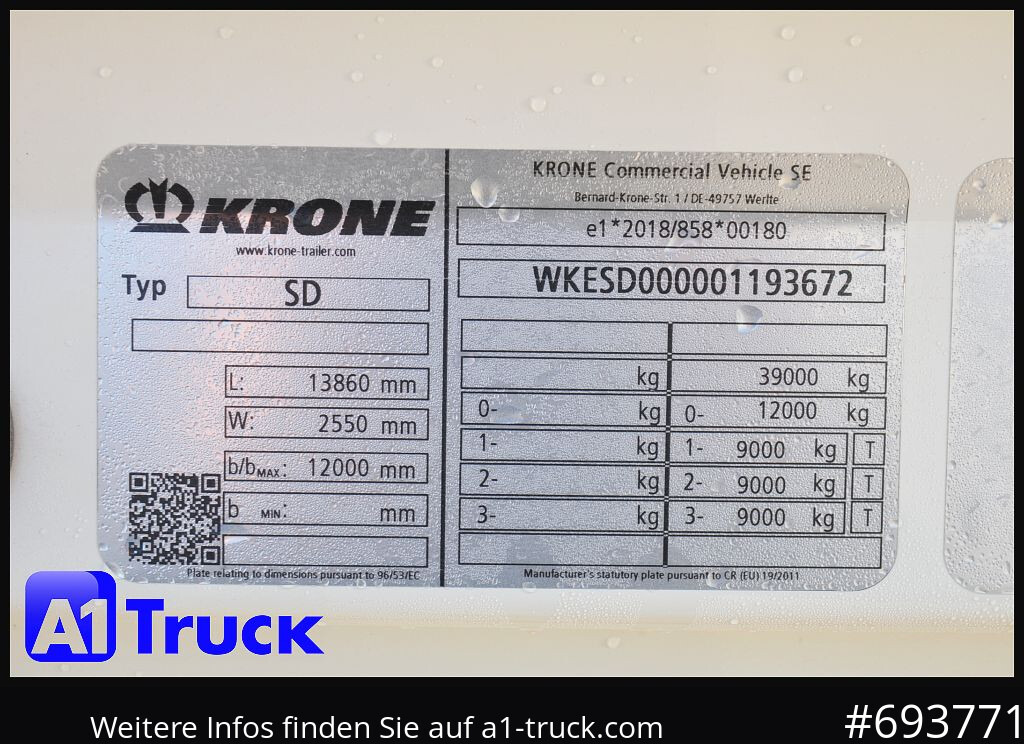 KRONE
www.krone-trailer.com
Typ SD
L: 13860 mm
W: 2550 mm
b/bMAX: 12000 mm
b MIN: mm
Plate relating to dimensions pursuant to 96/53/EC
KRONE Commercial Vehicle SE
Bernard-Krone-Str. 1 / DE-49757 Werlte
e1*2018/858*00180
WKESD000001193672
kg 39000 kg
0- kg 0- 12000 kg
1- kg 1- 9000 kg T
2- kg 2- 9000 kg T
3- kg 3- 9000 kg T
Manufacturer's statutory plate pursuant to CR (EU) 19/2011
A1 Truck
Weitere Infos finden Sie auf a1-truck.com
#693771